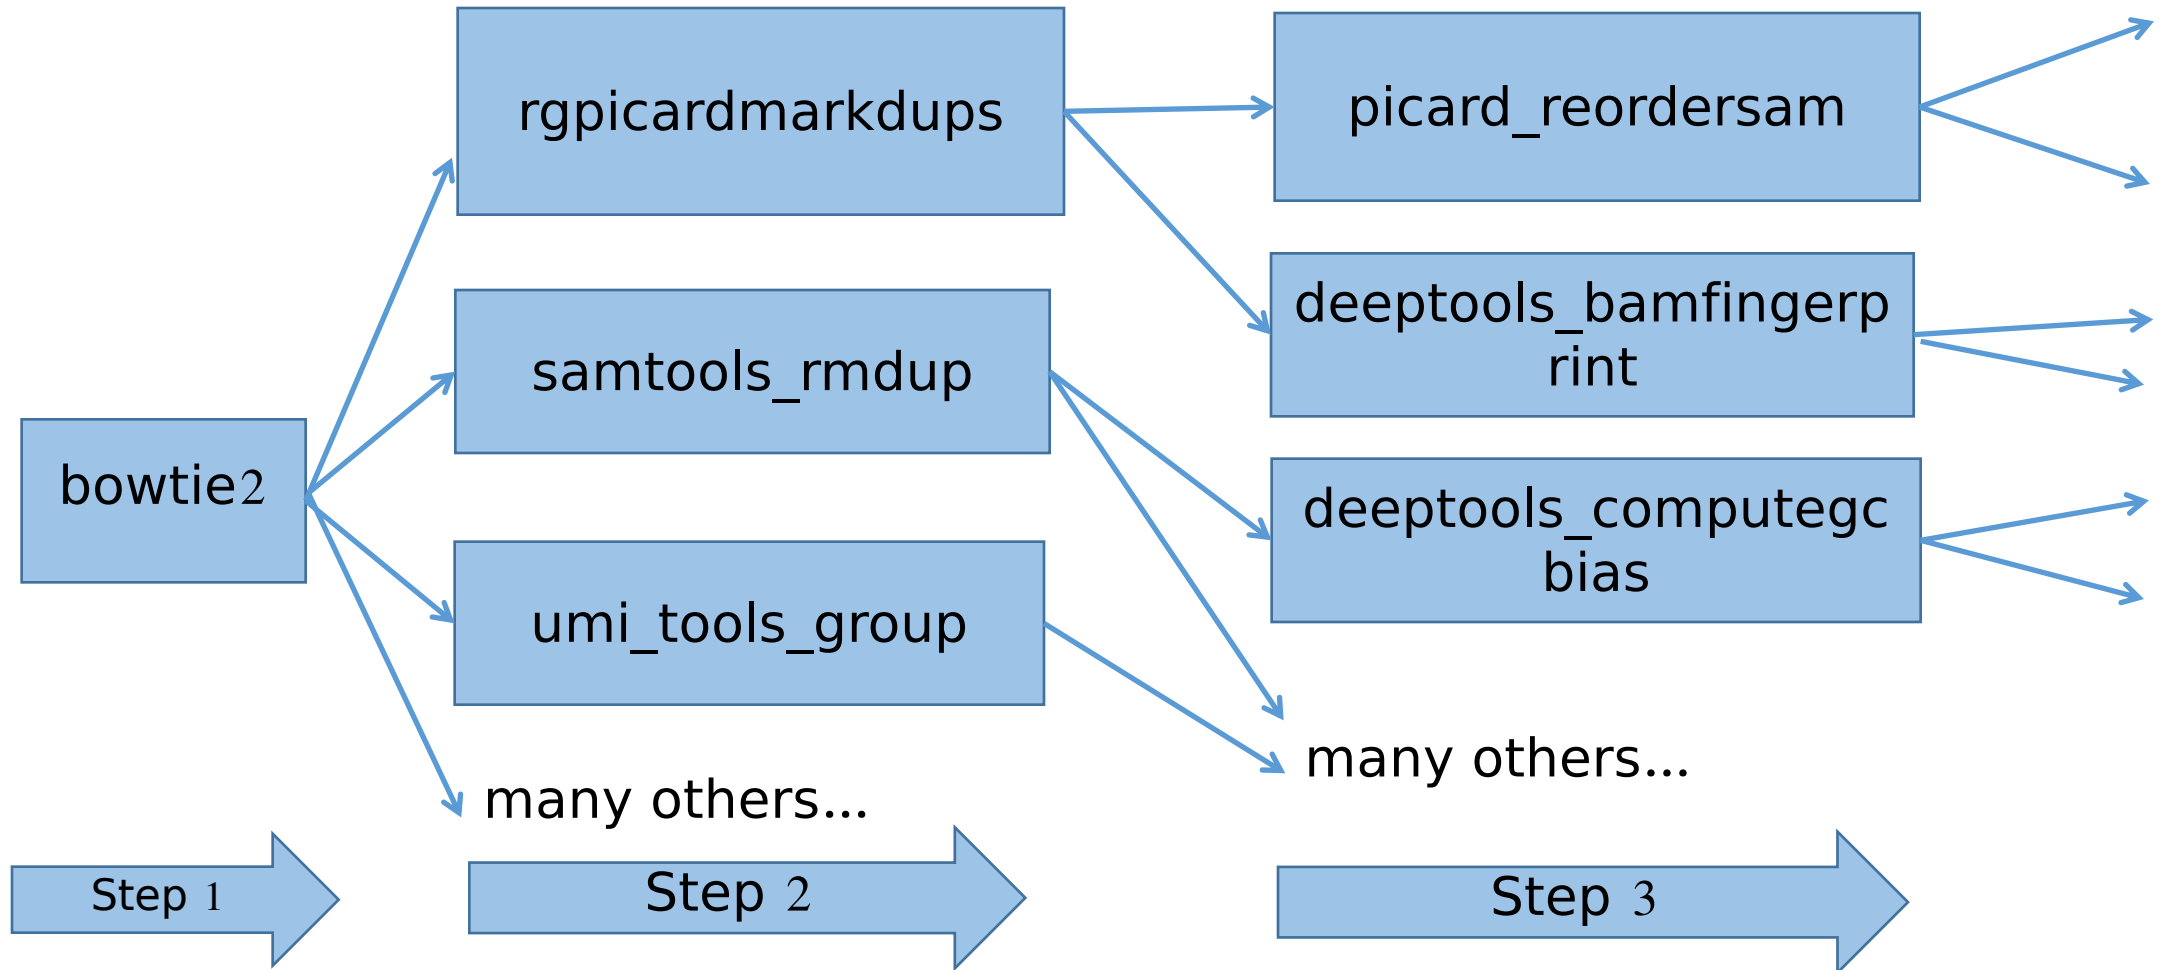 bowtie2
rgpicardmarkdups
samtools_rmdup
umi_tools_group
many others...
picard_reordersam
deeptools_bamfingerp
rint
deeptools_computegc
bias
many others...
Step 1
Step 2
Step 3